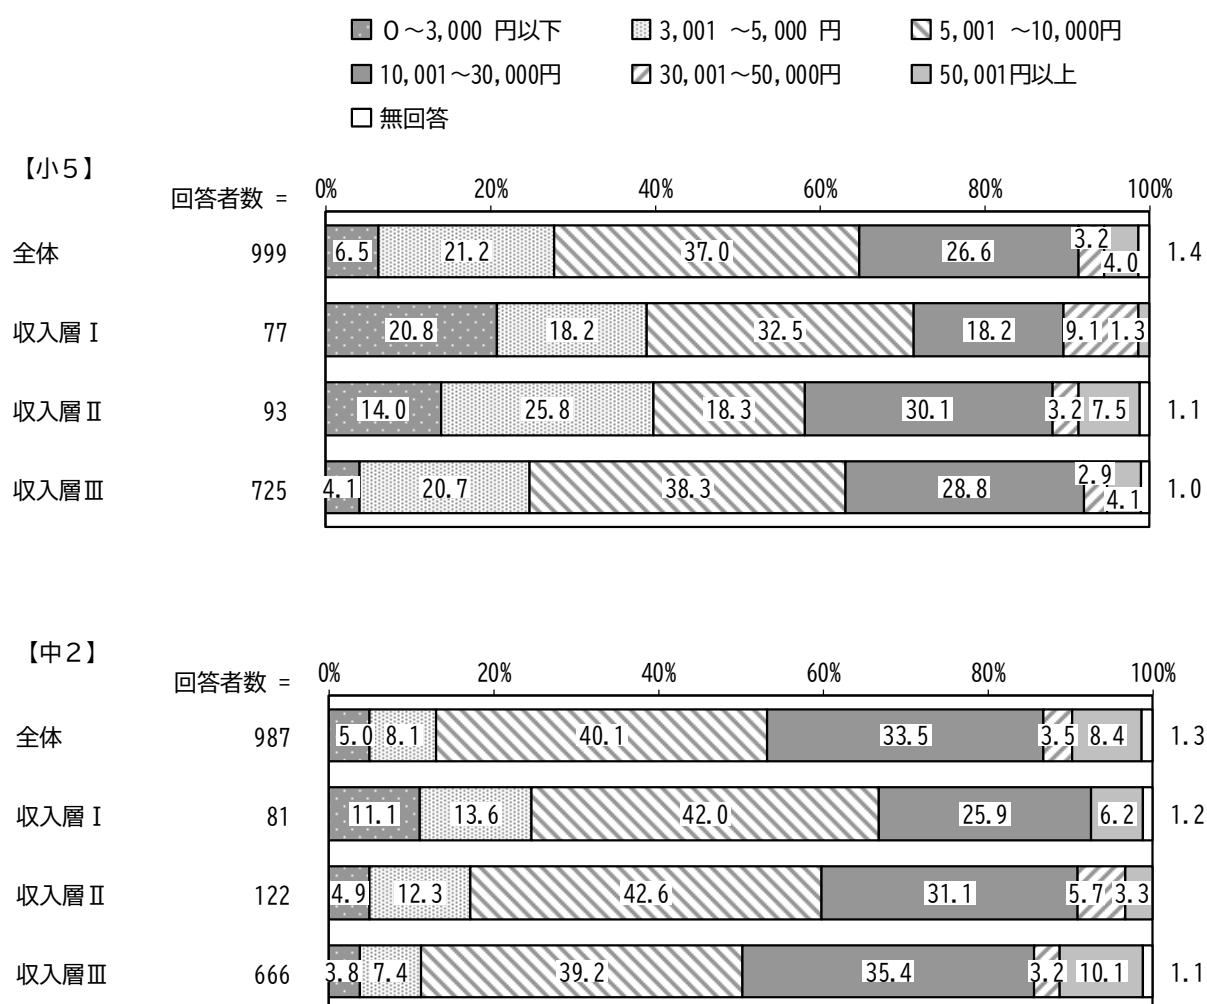 ０～3,000 円以下 3,001 ～5,000 円 5,001 ～10,000円
10,001～30,000円 30,001～50,000円 50,001円以上
無回答
【小５】
回答者数 = 0% 20% 40% 60% 80% 100%
全体 999 6.5 21.2 37.0 26.6 3.2 4.0 1.4
収入層Ⅰ 77 20.8 18.2 32.5 18.2 9.1 1.3
収入層Ⅱ 93 14.0 25.8 18.3 30.1 3.2 7.5 1.1
収入層Ⅲ 725 4.1 20.7 38.3 28.8 2.9 4.1 1.0
【中２】
回答者数 = 0% 20% 40% 60% 80% 100%
全体 987 5.0 8.1 40.1 33.5 3.5 8.4 1.3
収入層Ⅰ 81 11.1 13.6 42.0 25.9 6.2 1.2
収入層Ⅱ 122 4.9 12.3 42.6 31.1 5.7 3.3
収入層Ⅲ 666 3.8 7.4 39.2 35.4 3.2 10.1 1.1